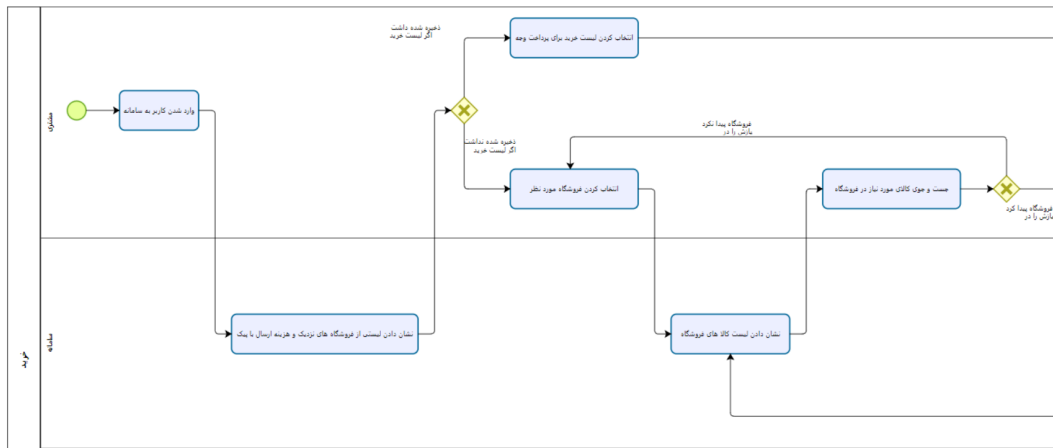 خرید
مشتری
سامانه
وارد شدن کاربر به سامانه
نشان دادن لیستی از فروشگاه های نزدیک و هزینه ارسال با پیک
ذخیره شده داشت
اگر لیست خرید
انتخاب کردن لیست خرید برای پرداخت وجه
ذخیره شده نداشت
اگر لیست خرید
انتخاب کردن فروشگاه مورد نظر
نشان دادن لیست کالا های فروشگاه
جست و جوی کالای مورد نیاز در فروشگاه
فروشگاه پیدا نکرد
یازش را در
فروشگاه پیدا کرد
یازش را در